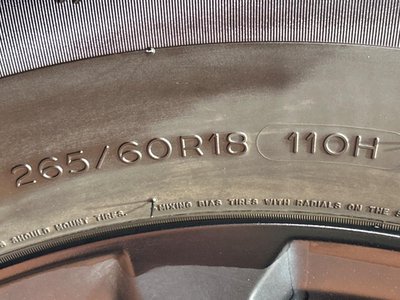 265/60R18 110H
SHOULD MOUNT TIRES. MIXING BIAS TIRES WITH RADIALS ON THE